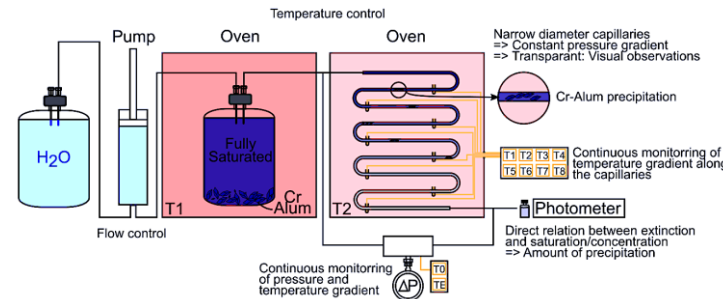 Temperature control
Pump
Oven
Oven
Narrow diameter capillaries
=> Constant pressure gradient
=> Transparant: Visual observations
Cr-Alum precipitation
H2O
Fully
Saturated
Cr
Alum
T1
T2
T1 T2 T3 T4
T5 T6 T7 T8
Continuous monitoring of
temperature gradient along
the capillaries
Flow control
Photometer
Direct relation between extinction
and saturation/concentration
=> Amount of precipitation
Continuous monitoring
of pressure and
temperature gradient
ΔP
T0
TE